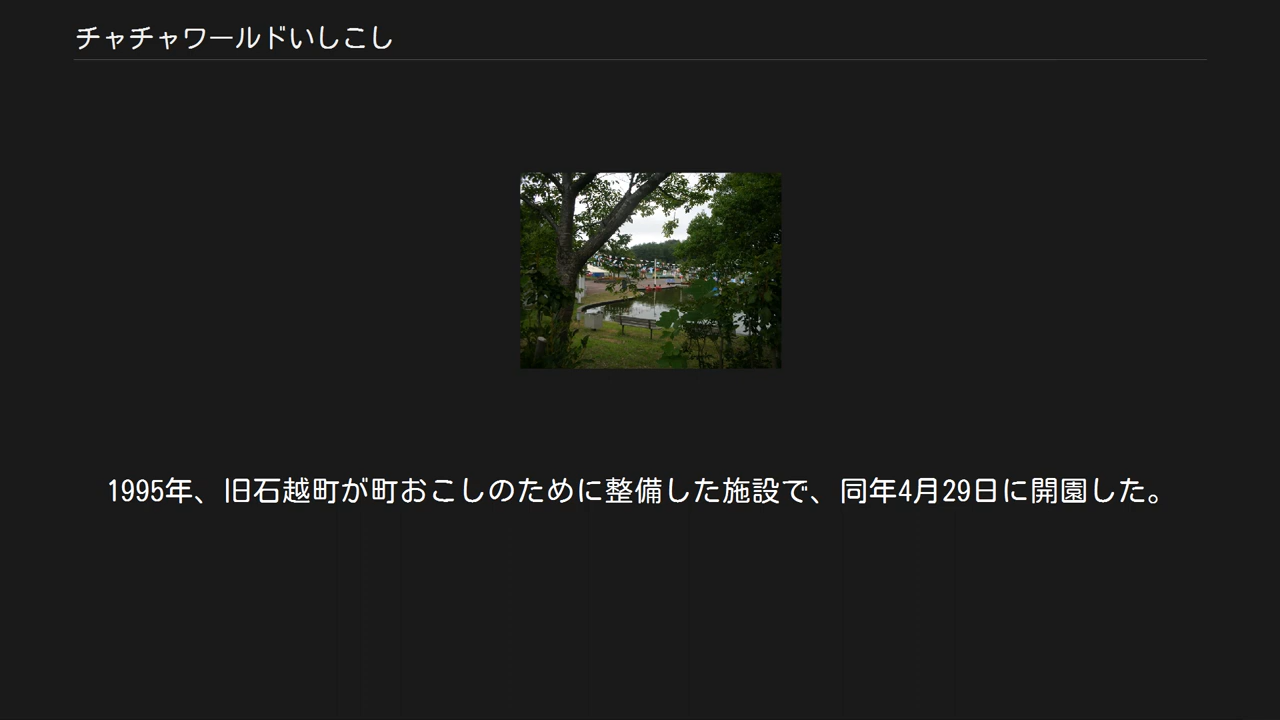 チャチャワールドいしこし
1995年、旧石越町が町おこしのために整備した施設で、同年4月29日に開園した。